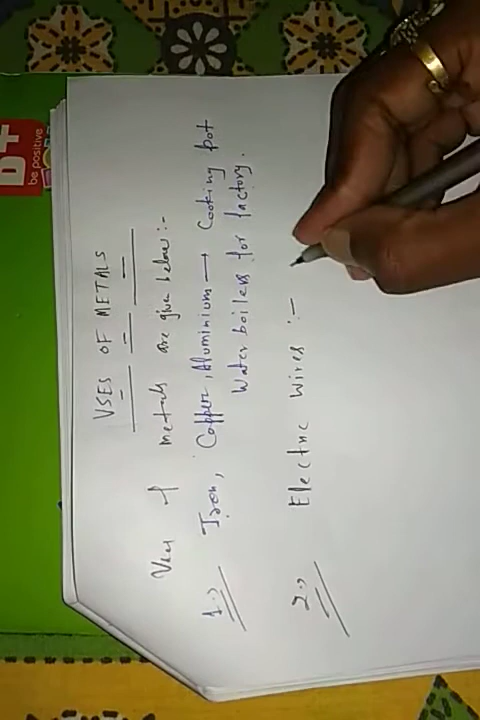 USES OF METALS
Uses of metals are given below:-
1.> Iron, Copper, Aluminium → Cooking pot
Water boilers for factory.
2.> Electric Wires :-
B+
be positive